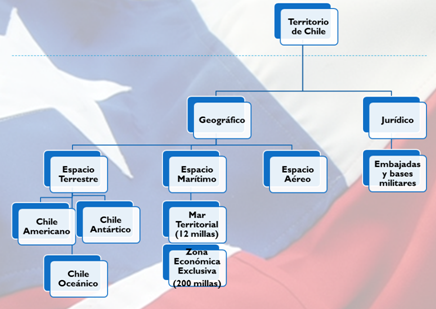 Territorio
de Chile
Geográfico
Jurídico
Espacio
Terrestre
Espacio
Marítimo
Espacio
Aéreo
Embajadas
y bases
militares
Chile
Americano
Chile
Antártico
Mar
Territorial
(12 millas)
Chile
Oceánico
Zona
Económica
Exclusiva
(200 millas)